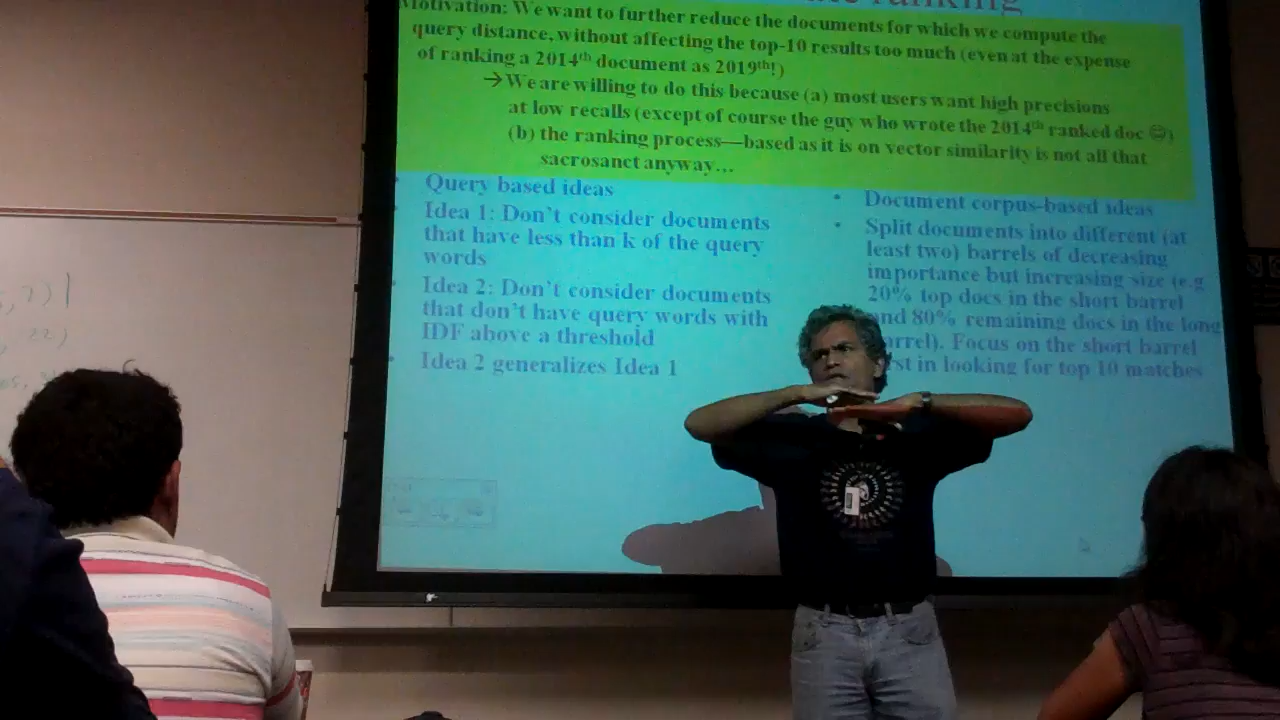 ranking
Motivation: We want to further reduce the documents for which we compute the
query distance, without affecting the top-10 results too much (even at the expense
of ranking a 2014th document as 2019th!)
→We are willing to do this because (a) most users want high precisions
at low recalls (except of course the guy who wrote the 2014th ranked doc ☺)
(b) the ranking process—based as it is on vector similarity is not all that
sacrosanct anyway…
• Query based ideas
Idea 1: Don't consider documents
that have less than k of the query
words
Idea 2: Don't consider documents
that don't have query words with
IDF above a threshold
• Idea 2 generalizes Idea 1
• Document corpus-based ideas
• Split documents into different (at
least two) barrels of decreasing
importance but increasing size (e.g
20% top docs in the short barrel
and 80% remaining docs in the long
barrel). Focus on the short barrel
first in looking for top 10 matches
, 7)
, 22)